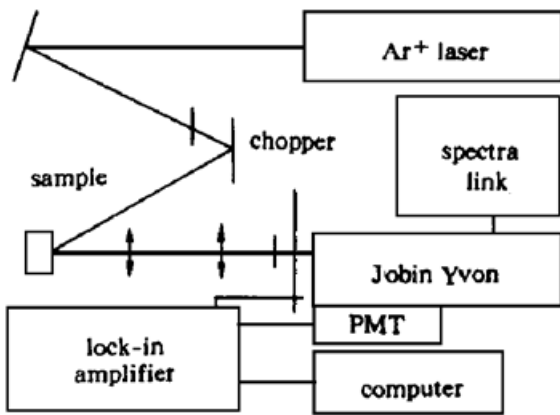 Ar+ laser
chopper
spectra
link
sample
Jobin Yvon
PMT
lock-in
amplifier
computer